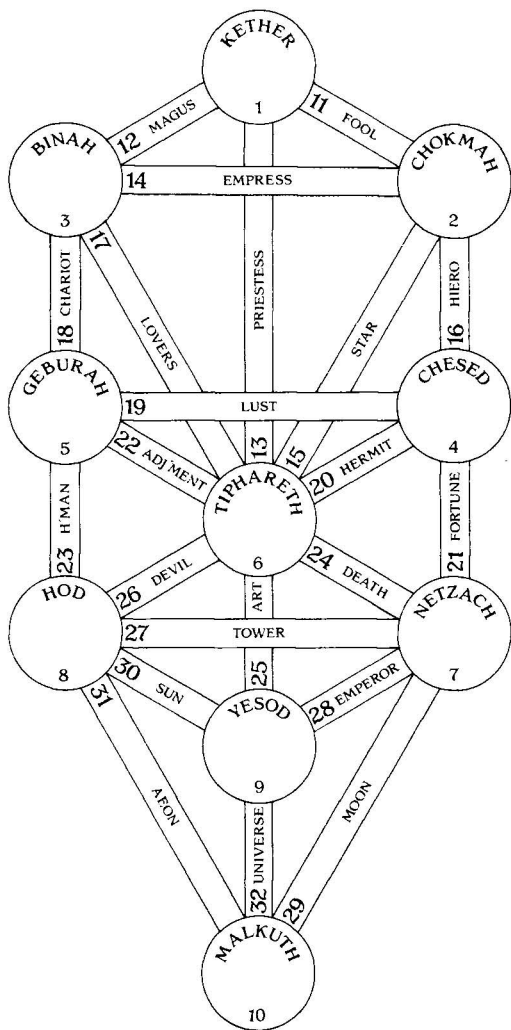 KETHER
1
12 MAGUS
11 FOOL
BINAH
3
CHOKMAH
2
14 EMPRESS
17 LOVERS
13 PRIESTESS
15 STAR
18 CHARIOT
16 HIERO
GEBURAH
5
CHESED
4
19 LUST
22 ADJ'MENT
20 HERMIT
TIPHARETH
6
23 H'MAN
21 FORTUNE
26 DEVIL
25 ART
24 DEATH
HOD
8
NETZACH
7
27 TOWER
30 SUN
28 EMPEROR
YESOD
9
31 AEON
32 UNIVERSE
29 MOON
MALKUTH
10